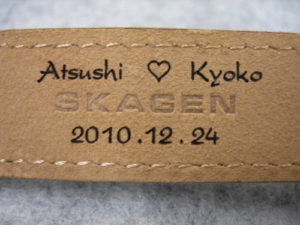 Atsushi ♡ Kyoko
SKAGEN
2010.12.24